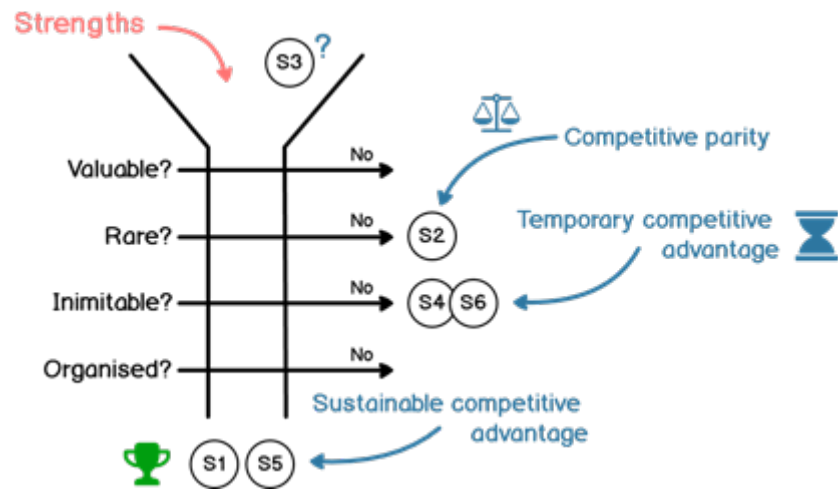 Strengths
S3
?
Competitive parity
Valuable?
No
Temporary competitive
advantage
Rare?
No
S2
Inimitable?
No
S4
S6
Organised?
No
Sustainable competitive
advantage
S1
S5